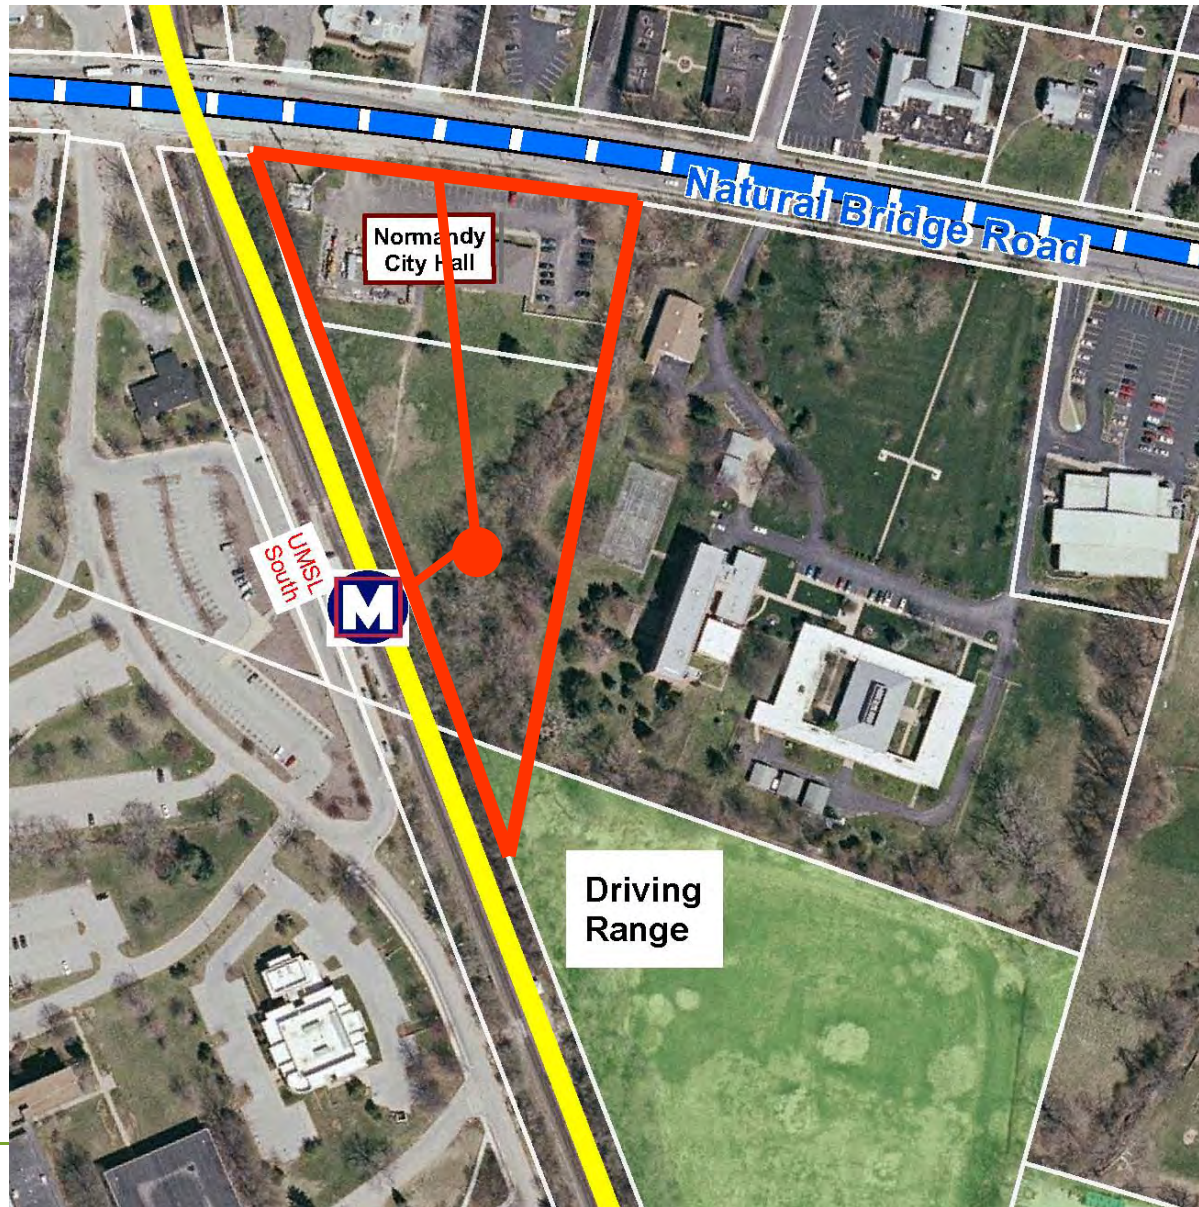 Natural Bridge Road
Normandy
City Hall
UMSL
South
M
Driving
Range